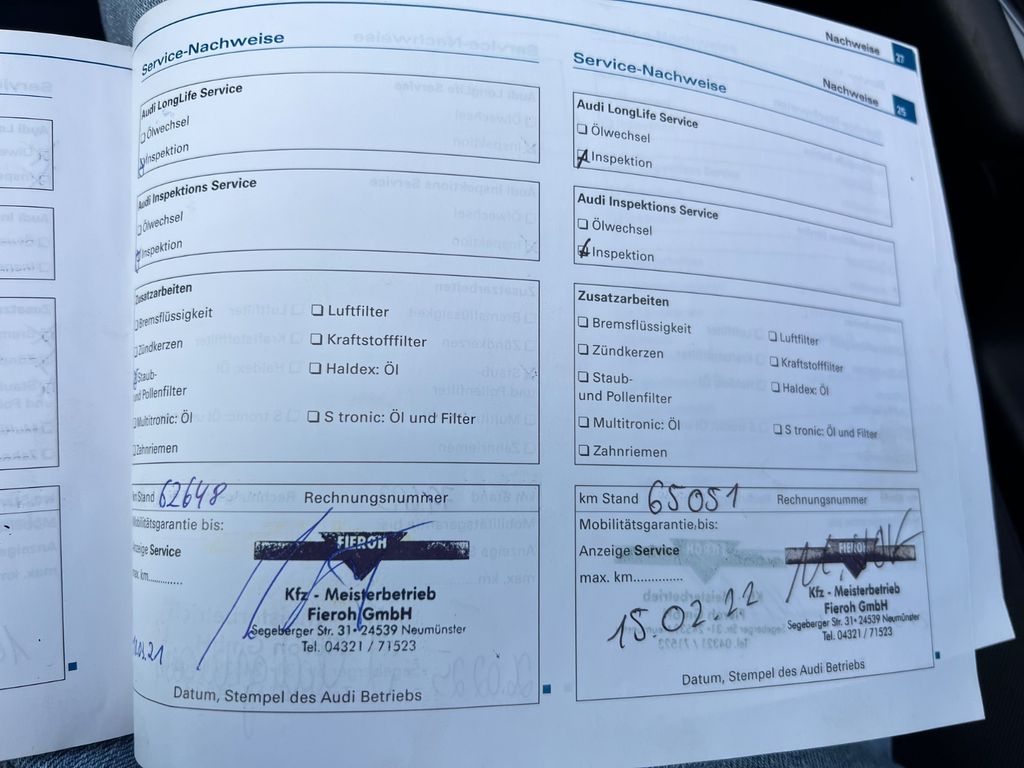 Service-Nachweise
Audi LongLife Service
Ölwechsel
Inspektion
Audi Inspektions Service
Ölwechsel
Inspektion
Zusatzarbeiten
Bremsflüssigkeit
Luftfilter
Zündkerzen
Kraftstofffilter
Staub-
und Pollenfilter
Haldex: Öl
Multitronic: Öl
S tronic: Öl und Filter
Zahnriemen
km Stand 62648 Rechnungsnummer
Mobilitätsgarantie bis:
Anzeige Service
max. km............
FIEROH
Kfz - Meisterbetrieb
Fieroh GmbH
Segeberger Str. 31 • 24539 Neumünster
Tel. 04321 / 71523
Datum, Stempel des Audi Betriebs
Nachweise 27
Nachweise 25
Service-Nachweise
Audi LongLife Service
Ölwechsel
Inspektion
Audi Inspektions Service
Ölwechsel
Inspektion
Zusatzarbeiten
Bremsflüssigkeit
Luftfilter
Zündkerzen
Kraftstofffilter
Staub-
und Pollenfilter
Haldex: Öl
Multitronic: Öl
S tronic: Öl und Filter
Zahnriemen
km Stand 65051 Rechnungsnummer
Mobilitätsgarantie bis:
Anzeige Service
max. km..............
15.02.22
FIEROH
Kfz - Meisterbetrieb
Fieroh GmbH
Segeberger Str. 31 • 24539 Neumünster
Tel. 04321 / 71523
Datum, Stempel des Audi Betriebs